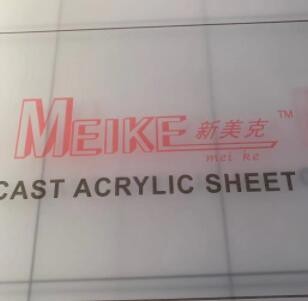 MEIKE 新美克 ™
mei ke
CAST ACRYLIC SHEET